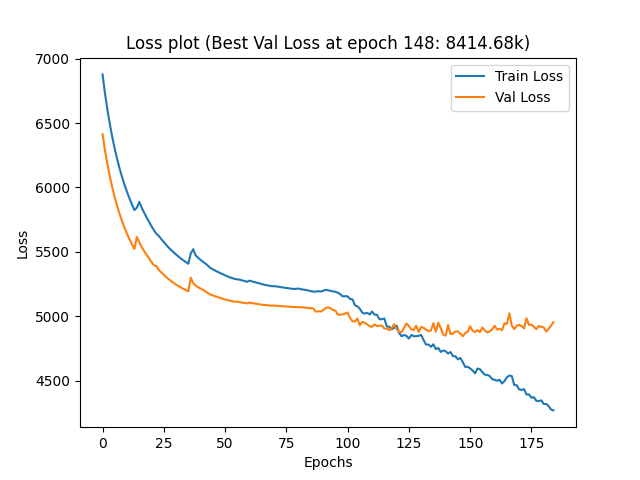 Loss plot (Best Val Loss at epoch 148: 8414.68k)
Train Loss
Val Loss
7000
6500
6000
5500
5000
4500
Loss
0 25 50 75 100 125 150 175
Epochs